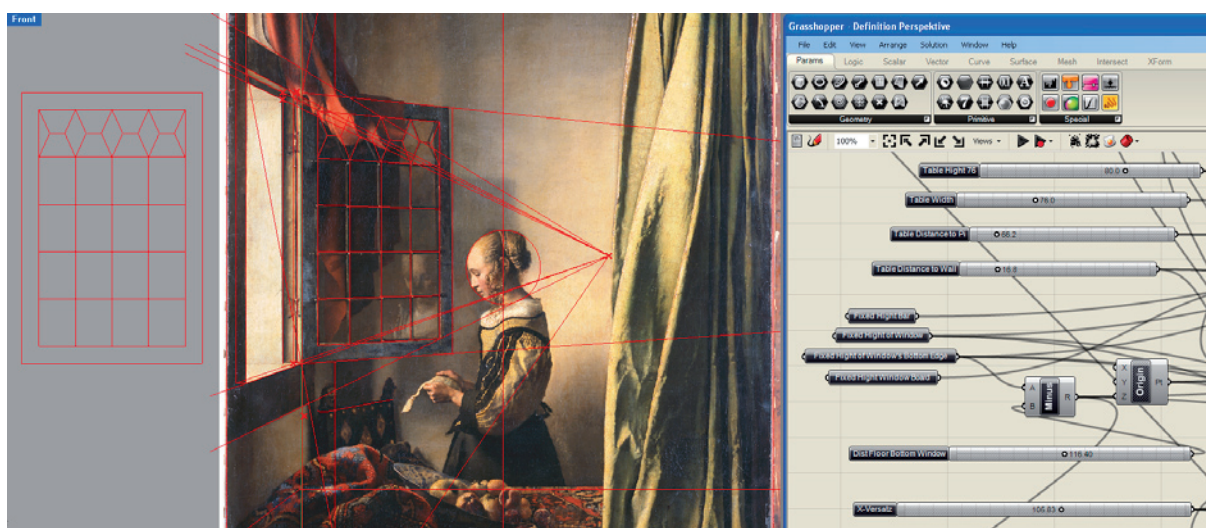 Front
Grasshopper - Definition Perspektive
File Edit View Arrange Solution Window Help
Params Logic Scalar Vector Curve Surface Mesh Intersect XForm
Geometry Primitive Special
100% Views
Table Hight 76 80.0
Table Width 76.0
Table Distance to Pi 66.2
Table Distance to Wall 16.8
Fixed Hight Bar
Fixed Hight of Window
Fixed Hight of Window's Bottom Edge
Fixed Hight Window Board
A B Minus R
X Y Z Origin Pt
Dist Floor Bottom Window 116.40
X-Versatz 105.83